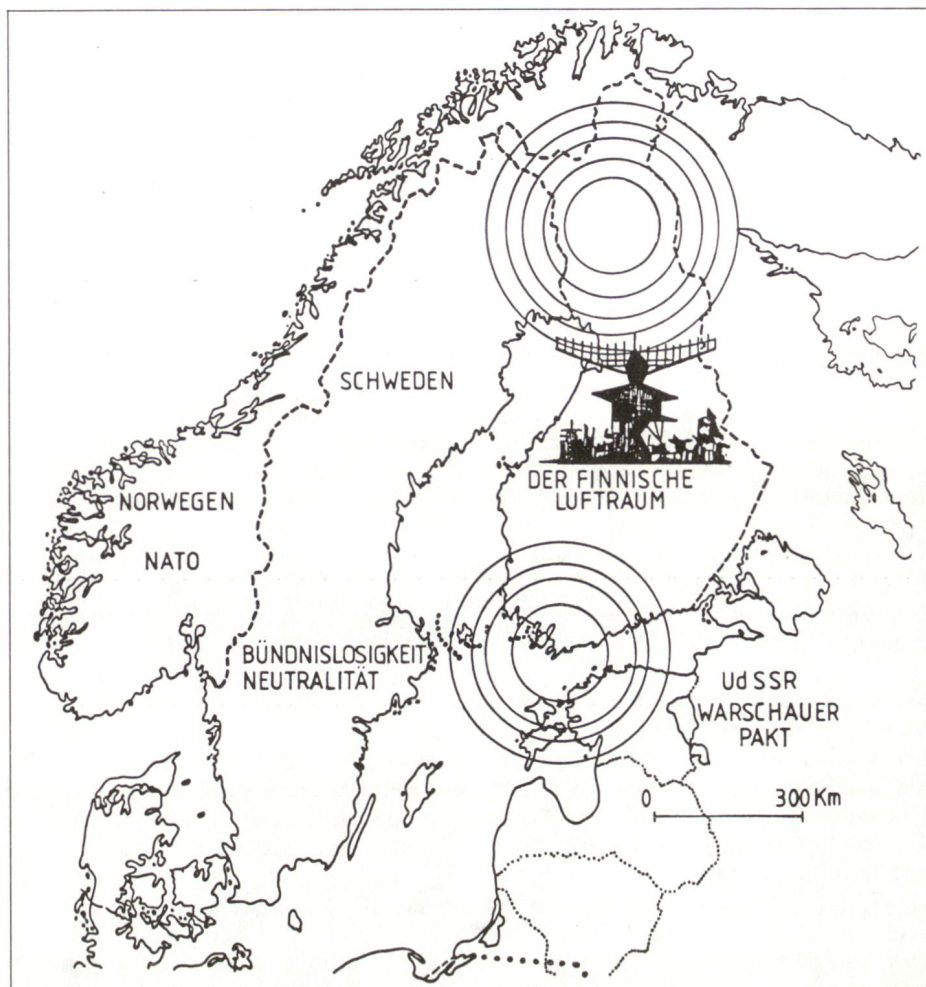 SCHWEDEN
DER FINNISCHE
LUFTRAUM
NORWEGEN
NATO
BÜNDNISLOSIGKEIT
NEUTRALITÄT
UdSSR
WARSCHAUER
PAKT
0 300 Km